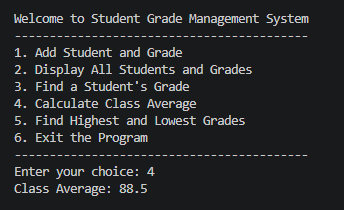 Welcome to Student Grade Management System
------------------------------------------
1. Add Student and Grade
2. Display All Students and Grades
3. Find a Student's Grade
4. Calculate Class Average
5. Find Highest and Lowest Grades
6. Exit the Program
------------------------------------------
Enter your choice: 4
Class Average: 88.5